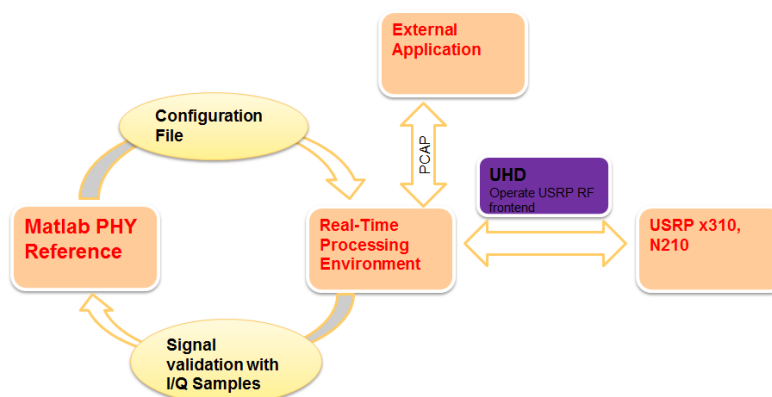 External
Application
Configuration
File
PCAP
UHD
Operate USRP RF
frontend
Matlab PHY
Reference
Real-Time
Processing
Environment
USRP x310,
N210
Signal
validation with
I/Q Samples